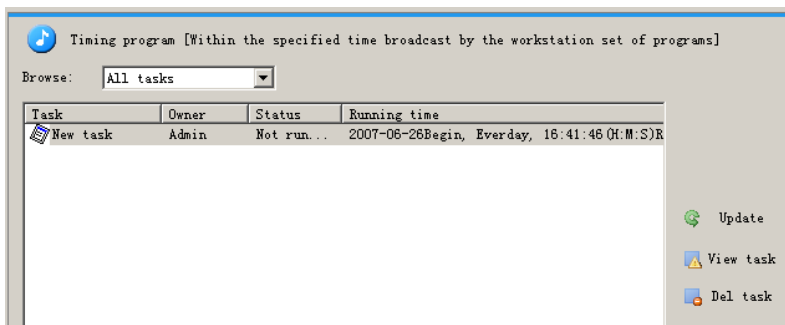 Timing program [Within the specified time broadcast by the workstation set of programs]
Browse: All tasks
Task Owner Status Running time
New task Admin Not run... 2007-06-26Begin, Everday, 16:41:46(H:M:S)R
Update
View task
Del task